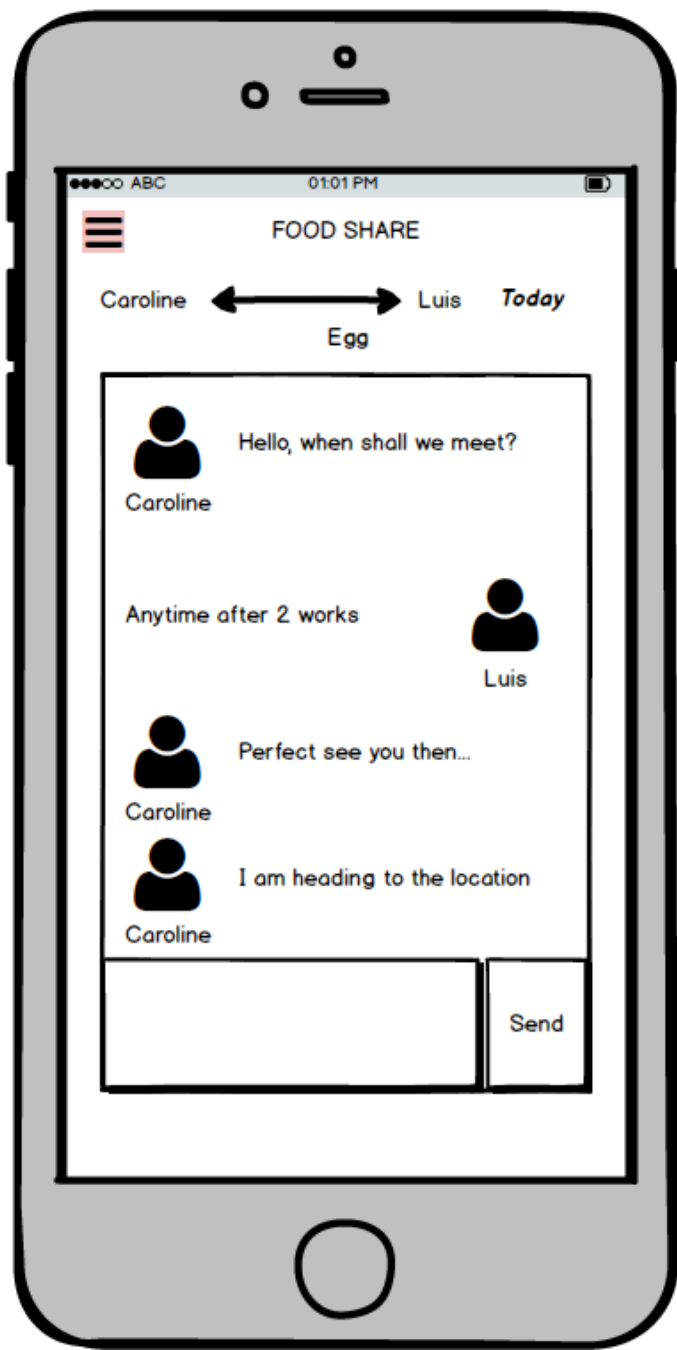 ABC 01:01 PM
FOOD SHARE
Caroline Luis Today
Egg
Hello, when shall we meet?
Caroline
Anytime after 2 works
Luis
Perfect see you then...
Caroline
I am heading to the location
Caroline
Send